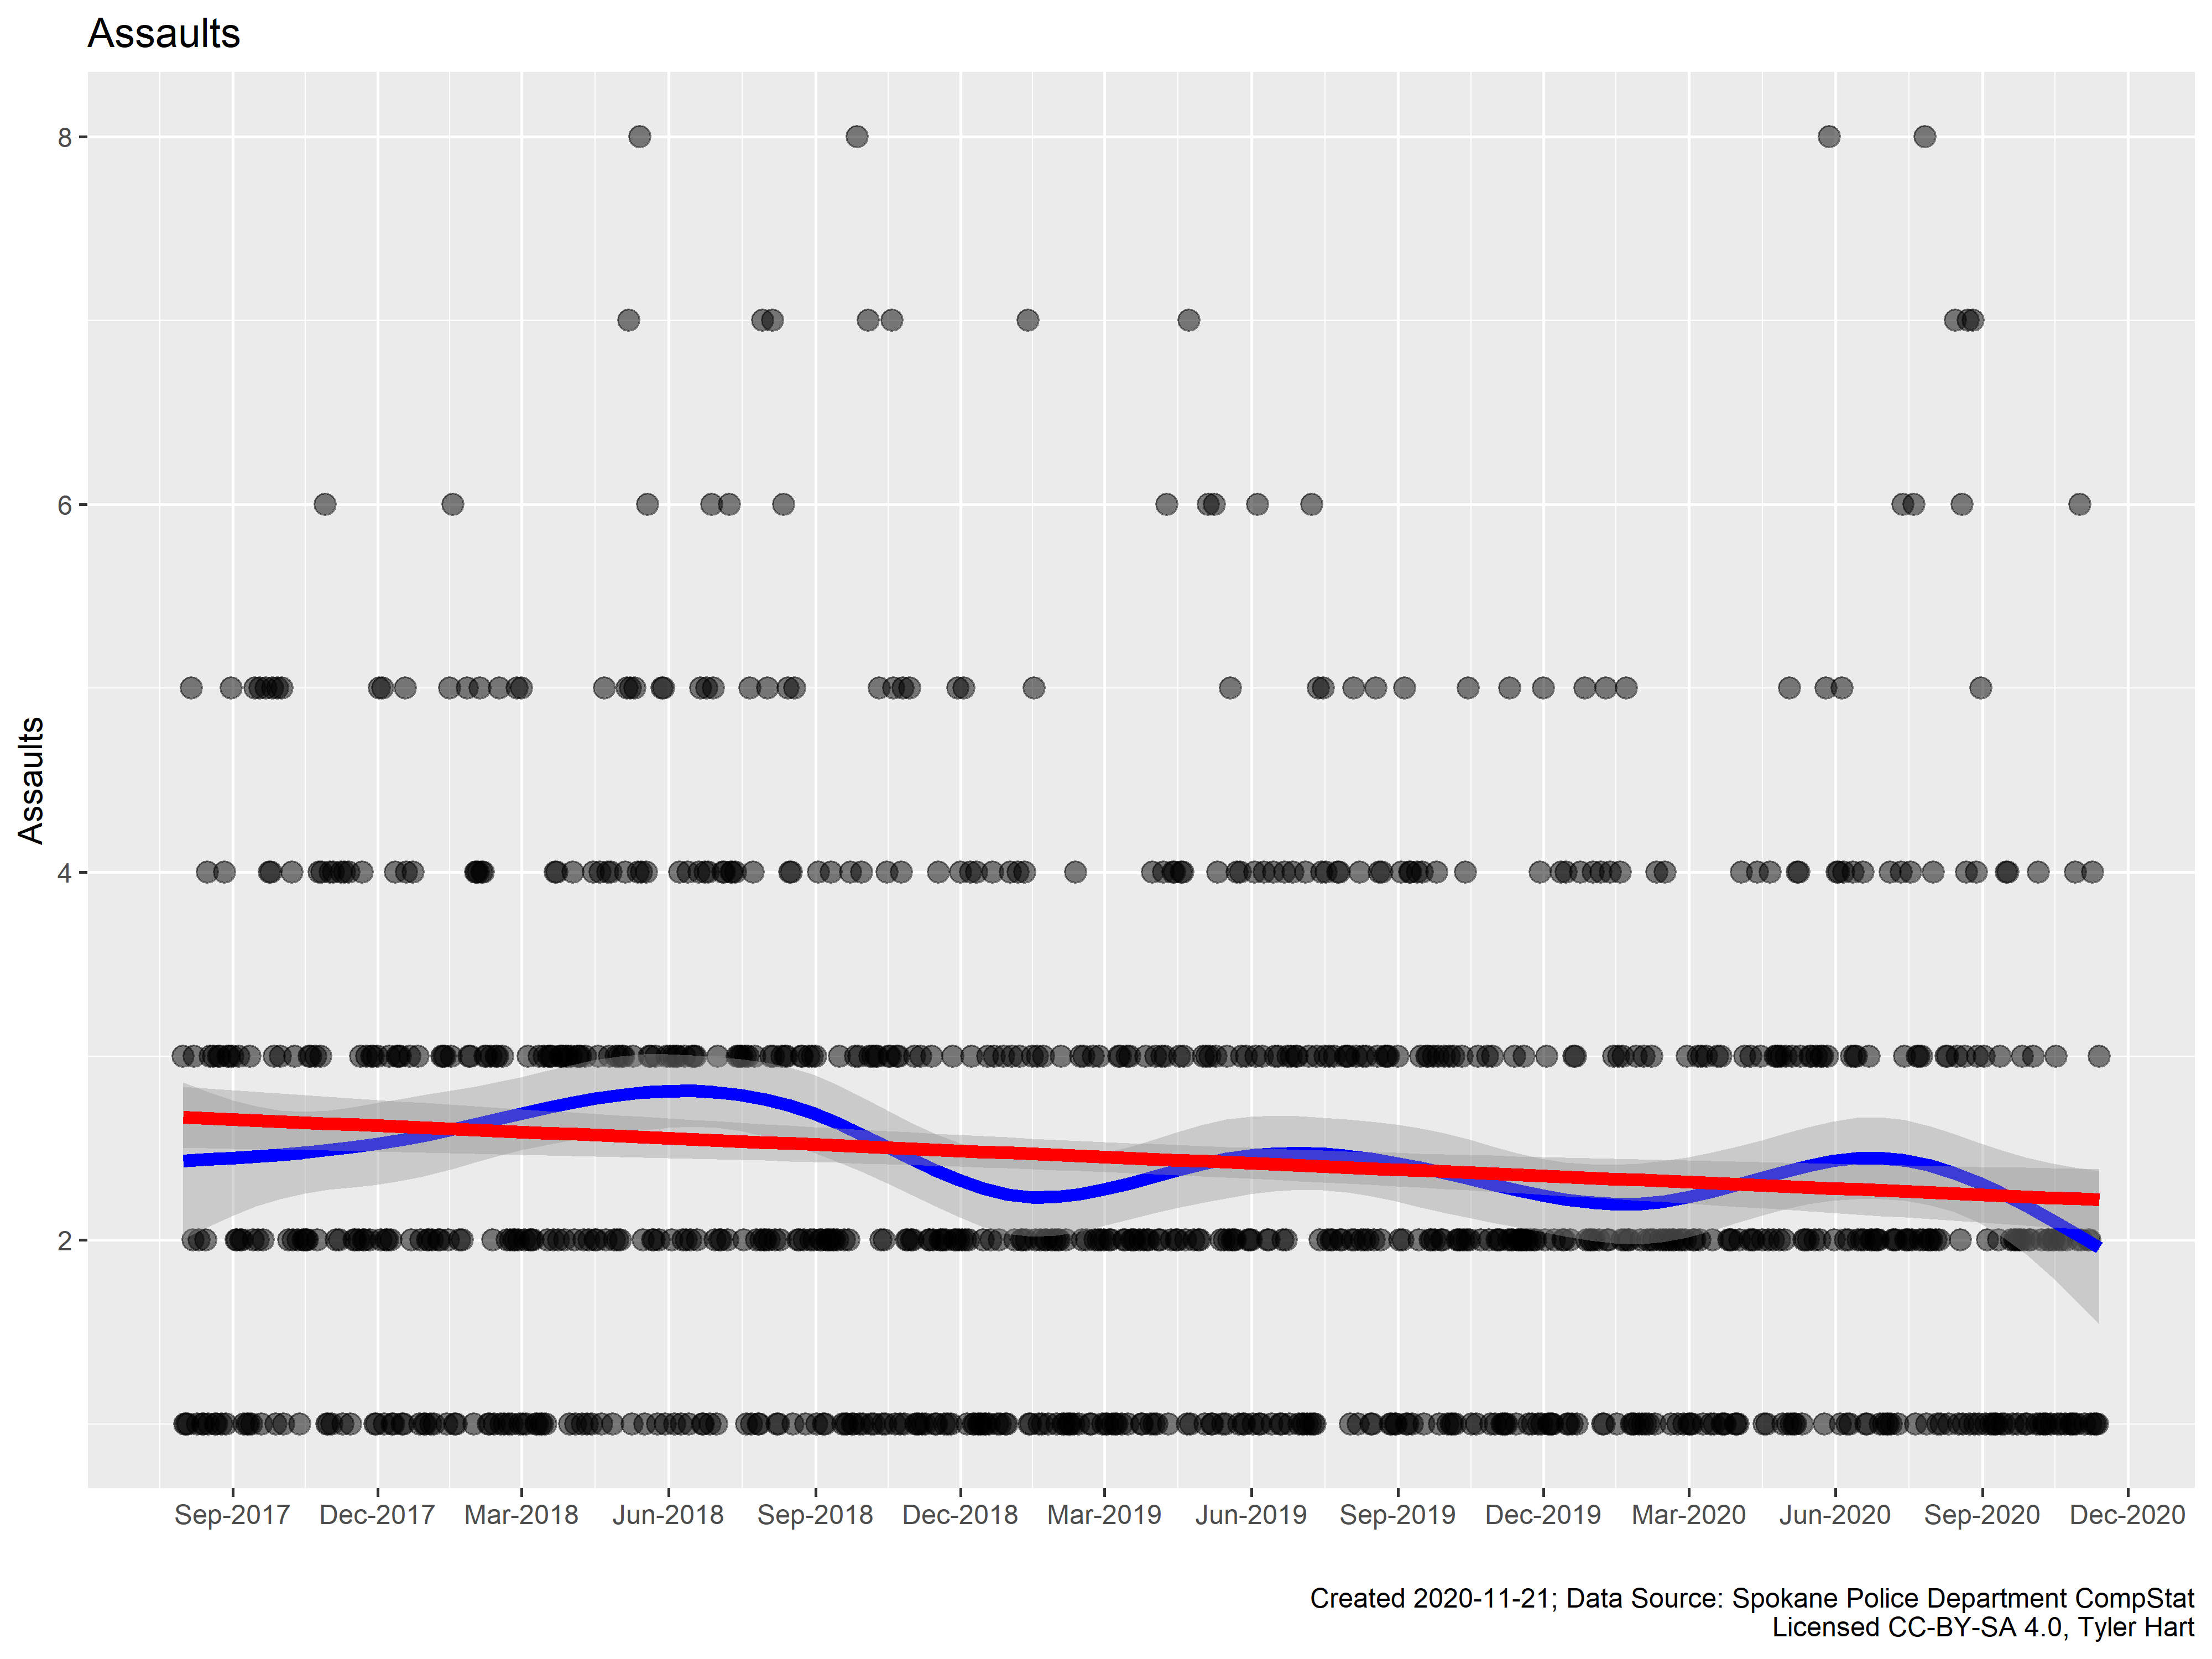 Assaults
8
6
4
2
Assaults
Sep-2017 Dec-2017 Mar-2018 Jun-2018 Sep-2018 Dec-2018 Mar-2019 Jun-2019 Sep-2019 Dec-2019 Mar-2020 Jun-2020 Sep-2020 Dec-2020
Created 2020-11-21; Data Source: Spokane Police Department CompStat
Licensed CC-BY-SA 4.0, Tyler Hart